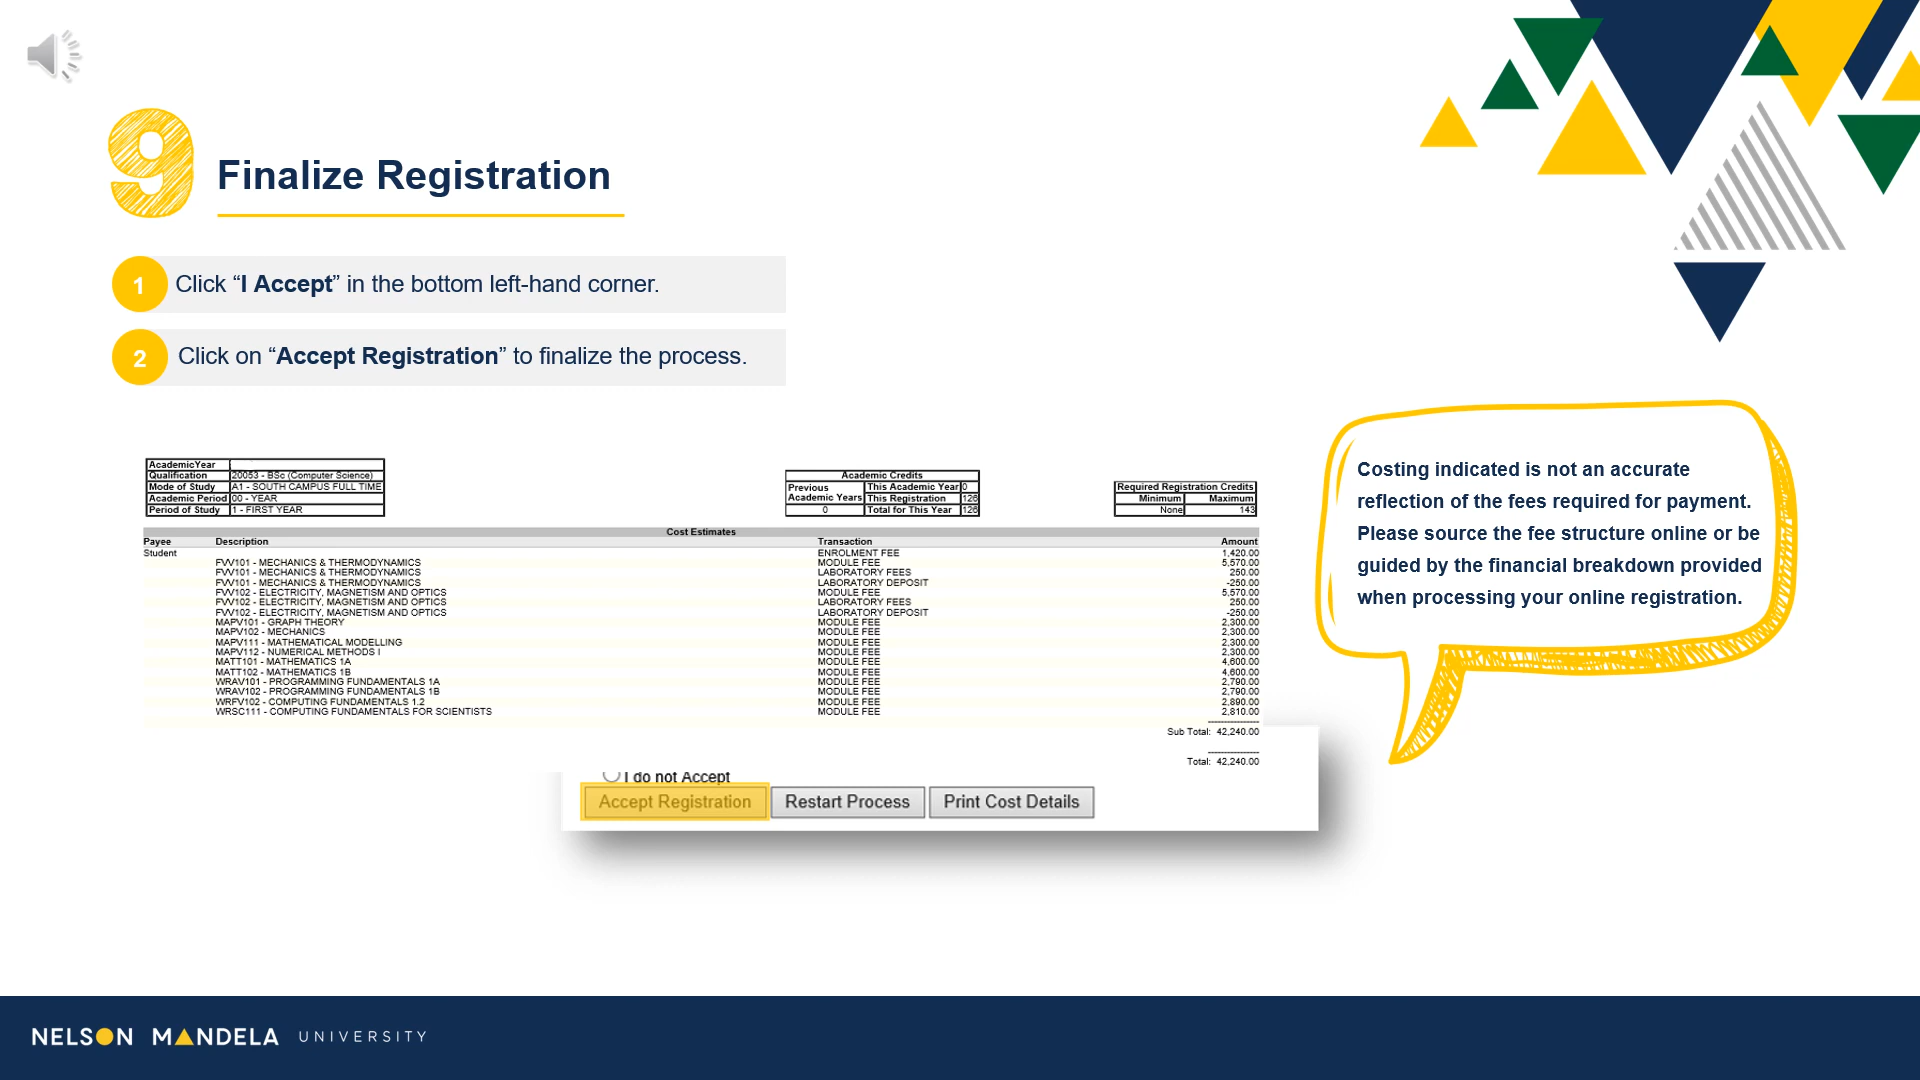 9 Finalize Registration
1 Click “I Accept” in the bottom left-hand corner.
2 Click on “Accept Registration” to finalize the process.
AcademicYear
Qualification 20053 - BSc (Computer Science)
Mode of Study A1 - SOUTH CAMPUS FULL TIME
Academic Period 00 - YEAR
Period of Study 1 - FIRST YEAR
Academic Credits
Previous Academic Years This Academic Year 0
This Registration 126
0 Total for This Year 126
Required Registration Credits
Minimum Maximum
None 143
Cost Estimates
Payee Description Transaction Amount
Student ENROLMENT FEE 1,420.00
FVV101 - MECHANICS & THERMODYNAMICS MODULE FEE 5,570.00
FVV101 - MECHANICS & THERMODYNAMICS LABORATORY FEES 250.00
FVV101 - MECHANICS & THERMODYNAMICS LABORATORY DEPOSIT -250.00
FVV102 - ELECTRICITY, MAGNETISM AND OPTICS MODULE FEE 5,570.00
FVV102 - ELECTRICITY, MAGNETISM AND OPTICS LABORATORY FEES 250.00
FVV102 - ELECTRICITY, MAGNETISM AND OPTICS LABORATORY DEPOSIT -250.00
MAPV101 - GRAPH THEORY MODULE FEE 2,300.00
MAPV102 - MECHANICS MODULE FEE 2,300.00
MAPV111 - MATHEMATICAL MODELLING MODULE FEE 2,300.00
MAPV112 - NUMERICAL METHODS I MODULE FEE 2,300.00
MATT101 - MATHEMATICS 1A MODULE FEE 4,600.00
MATT102 - MATHEMATICS 1B MODULE FEE 4,600.00
WRAV101 - PROGRAMMING FUNDAMENTALS 1A MODULE FEE 2,790.00
WRAV102 - PROGRAMMING FUNDAMENTALS 1B MODULE FEE 2,790.00
WRFV102 - COMPUTING FUNDAMENTALS 1.2 MODULE FEE 2,890.00
WRSC111 - COMPUTING FUNDAMENTALS FOR SCIENTISTS MODULE FEE 2,810.00
Sub Total: 42,240.00
Total: 42,240.00
I do not Accept
Accept Registration Restart Process Print Cost Details
Costing indicated is not an accurate
reflection of the fees required for payment.
Please source the fee structure online or be
guided by the financial breakdown provided
when processing your online registration.
NELSON MANDELA UNIVERSITY